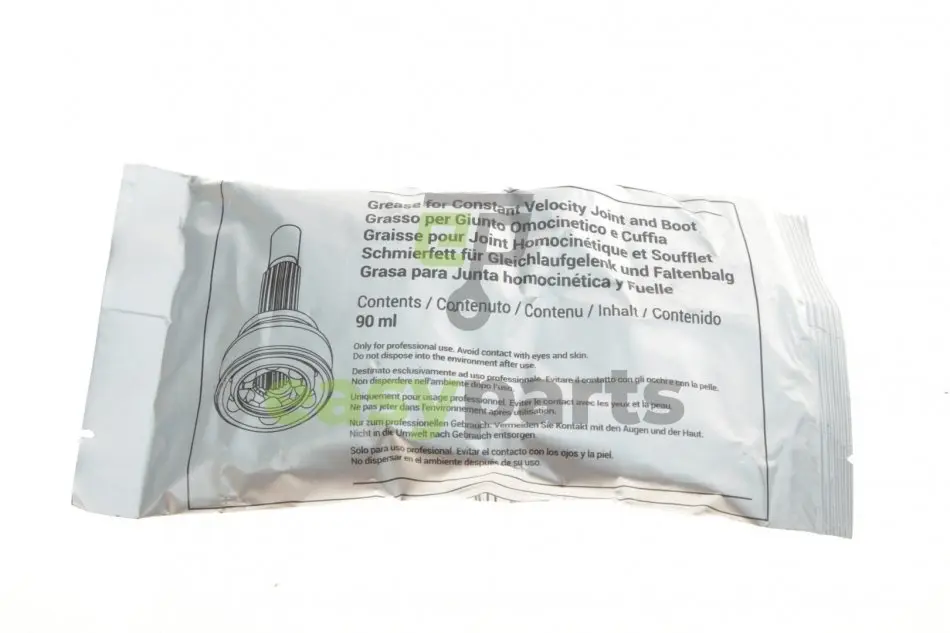 Grease for Constant Velocity Joint and Boot
Grasso per Giunto Omocinetico e Cuffia
Graisse pour Joint Homocinétique et Soufflet
Schmierfett für Gleichlaufgelenk und Faltenbalg
Grasa para Junta homocinética y Fuelle
Contents / Contenuto / Contenu / Inhalt / Contenido
90 ml
Only for professional use. Avoid contact with eyes and skin.
Do not dispose into the environment after use.
Destinato esclusivamente ad uso professionale. Evitare il contatto con gli occhi e con la pelle.
Non disperdere nell'ambiente dopo l'uso.
Uniquement pour usage professionnel. Eviter le contact avec les yeux et la peau.
Ne pas jeter dans l'environnement après utilisation.
Nur zum professionellen Gebrauch. Vermeiden Sie Kontakt mit den Augen und der Haut.
Nicht in die Umwelt nach Gebrauch entsorgen.
Solo para uso profesional. Evitar el contacto con los ojos y la piel.
No dispersar en el ambiente después de su uso.
easyparts